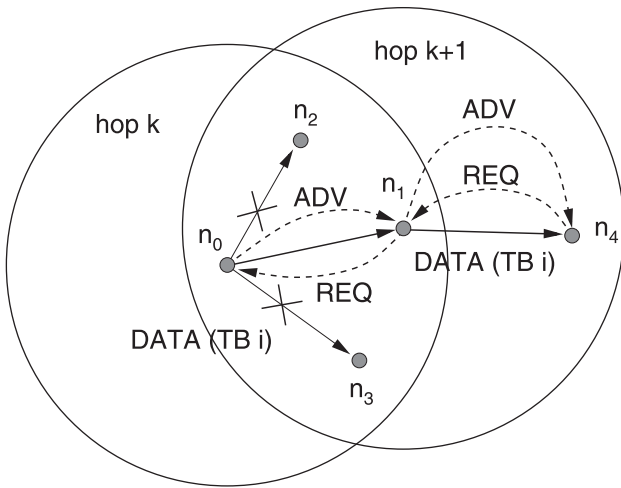 hop k+1
hop k
ADV
n2
REQ
n1
ADV
n0
n4
DATA (TB i)
REQ
DATA (TB i)
n3